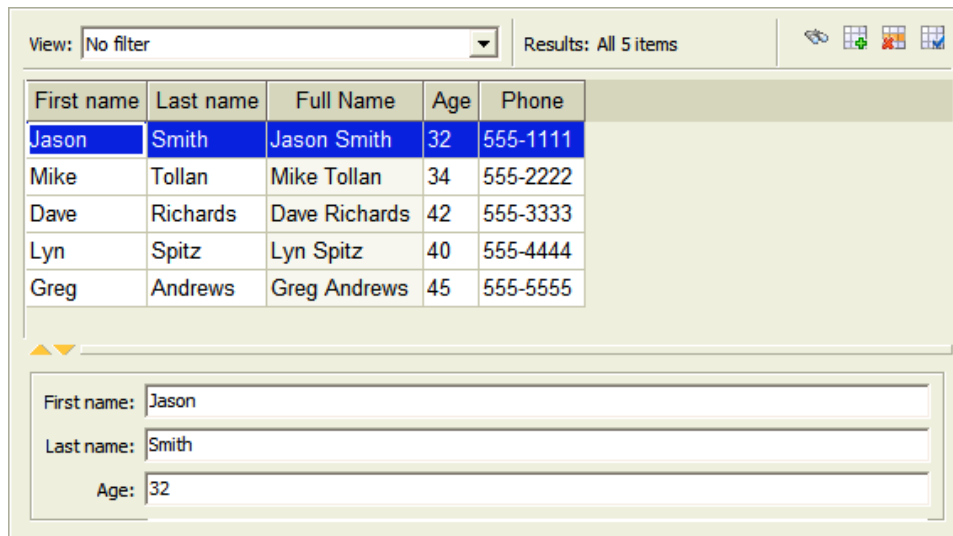 View: No filter Results: All 5 items
First name Last name Full Name Age Phone
Jason Smith Jason Smith 32 555-1111
Mike Tollan Mike Tollan 34 555-2222
Dave Richards Dave Richards 42 555-3333
Lyn Spitz Lyn Spitz 40 555-4444
Greg Andrews Greg Andrews 45 555-5555
First name: Jason
Last name: Smith
Age: 32